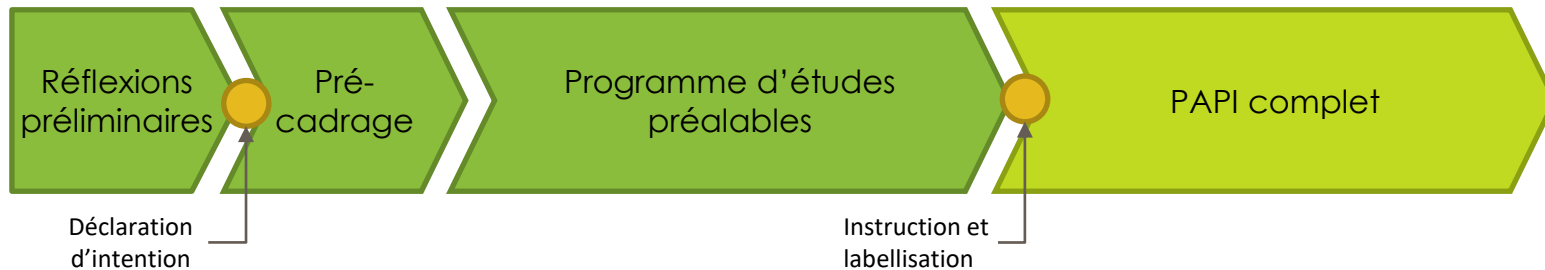 Réflexions
préliminaires
Pré-
cadrage
Programme d'études
préalables
PAPI complet
Déclaration
d'intention
Instruction et
labellisation